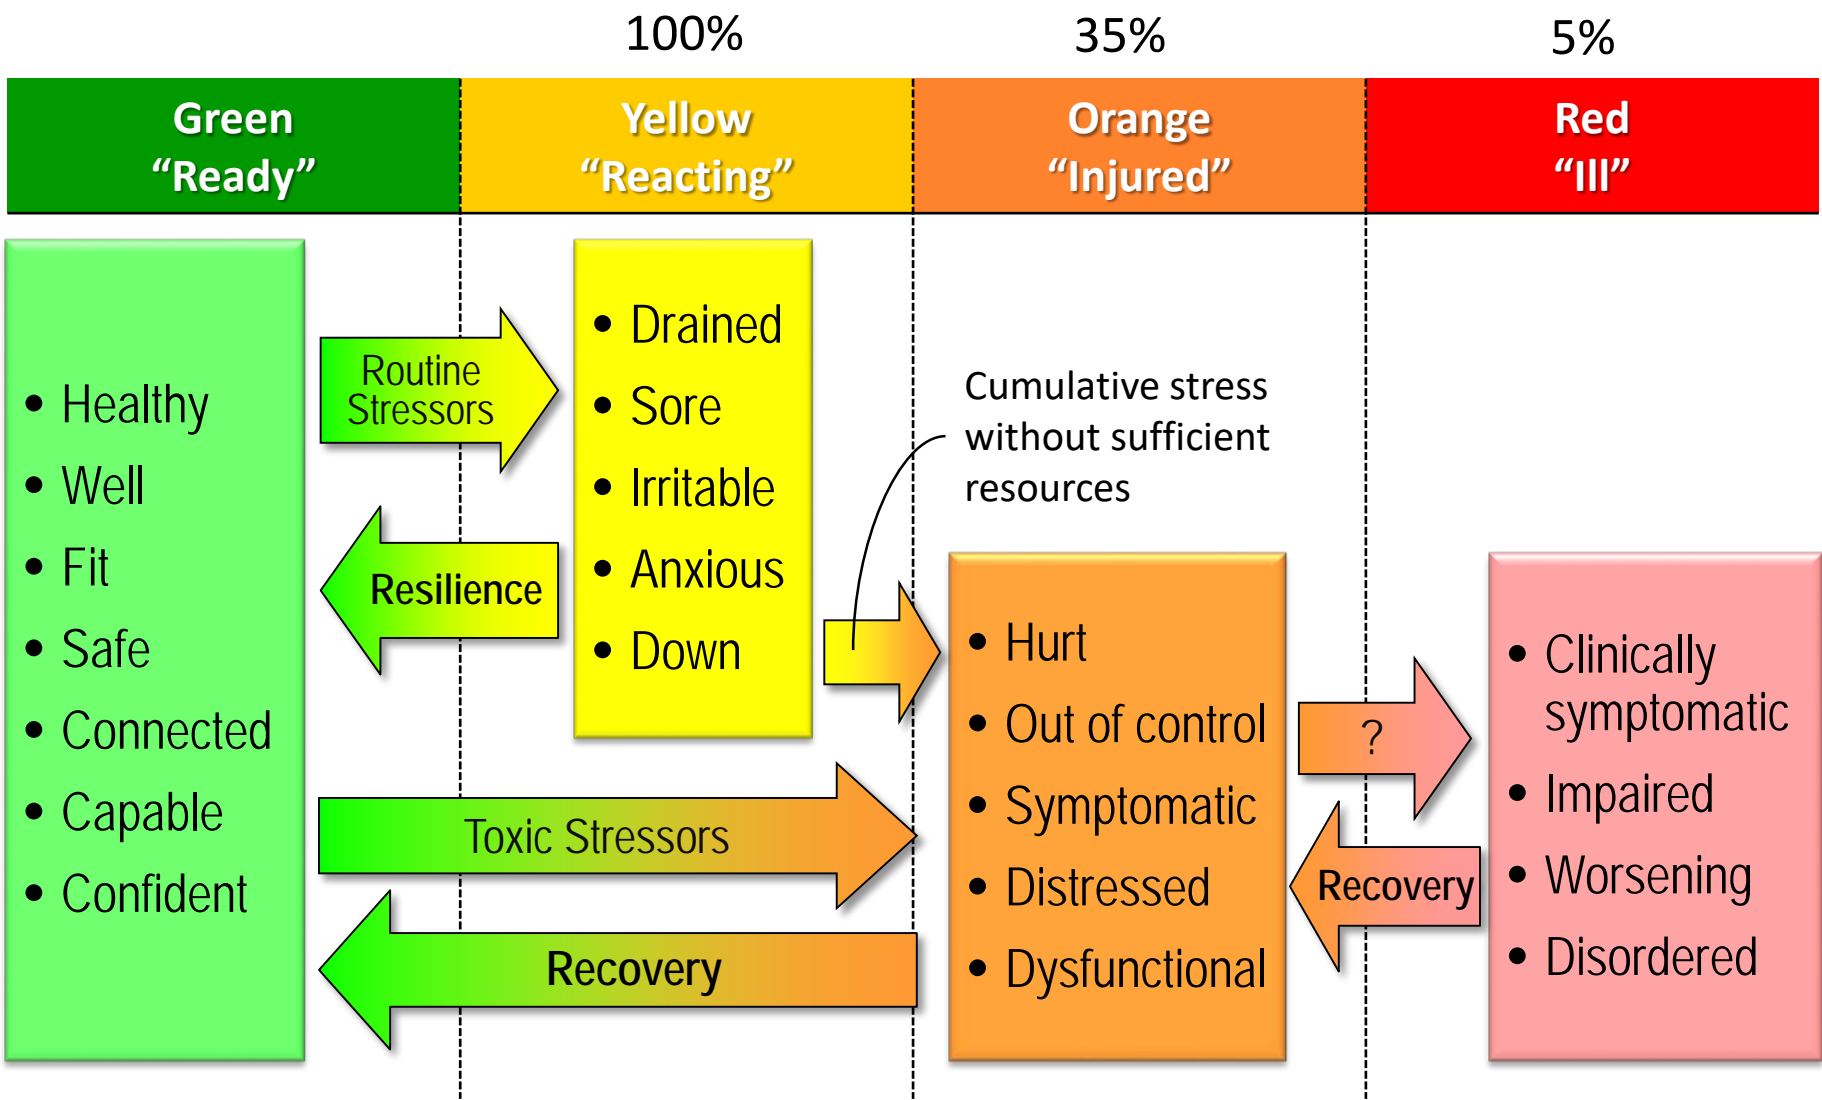 100%
35%
5%
Green
“Ready”
Yellow
“Reacting”
Orange
“Injured”
Red
“Ill”
• Healthy
• Well
• Fit
• Safe
• Connected
• Capable
• Confident
Routine
Stressors
Resilience
• Drained
• Sore
• Irritable
• Anxious
• Down
Cumulative stress
without sufficient
resources
Toxic Stressors
Recovery
• Hurt
• Out of control
• Symptomatic
• Distressed
• Dysfunctional
?
Recovery
• Clinically
symptomatic
• Impaired
• Worsening
• Disordered